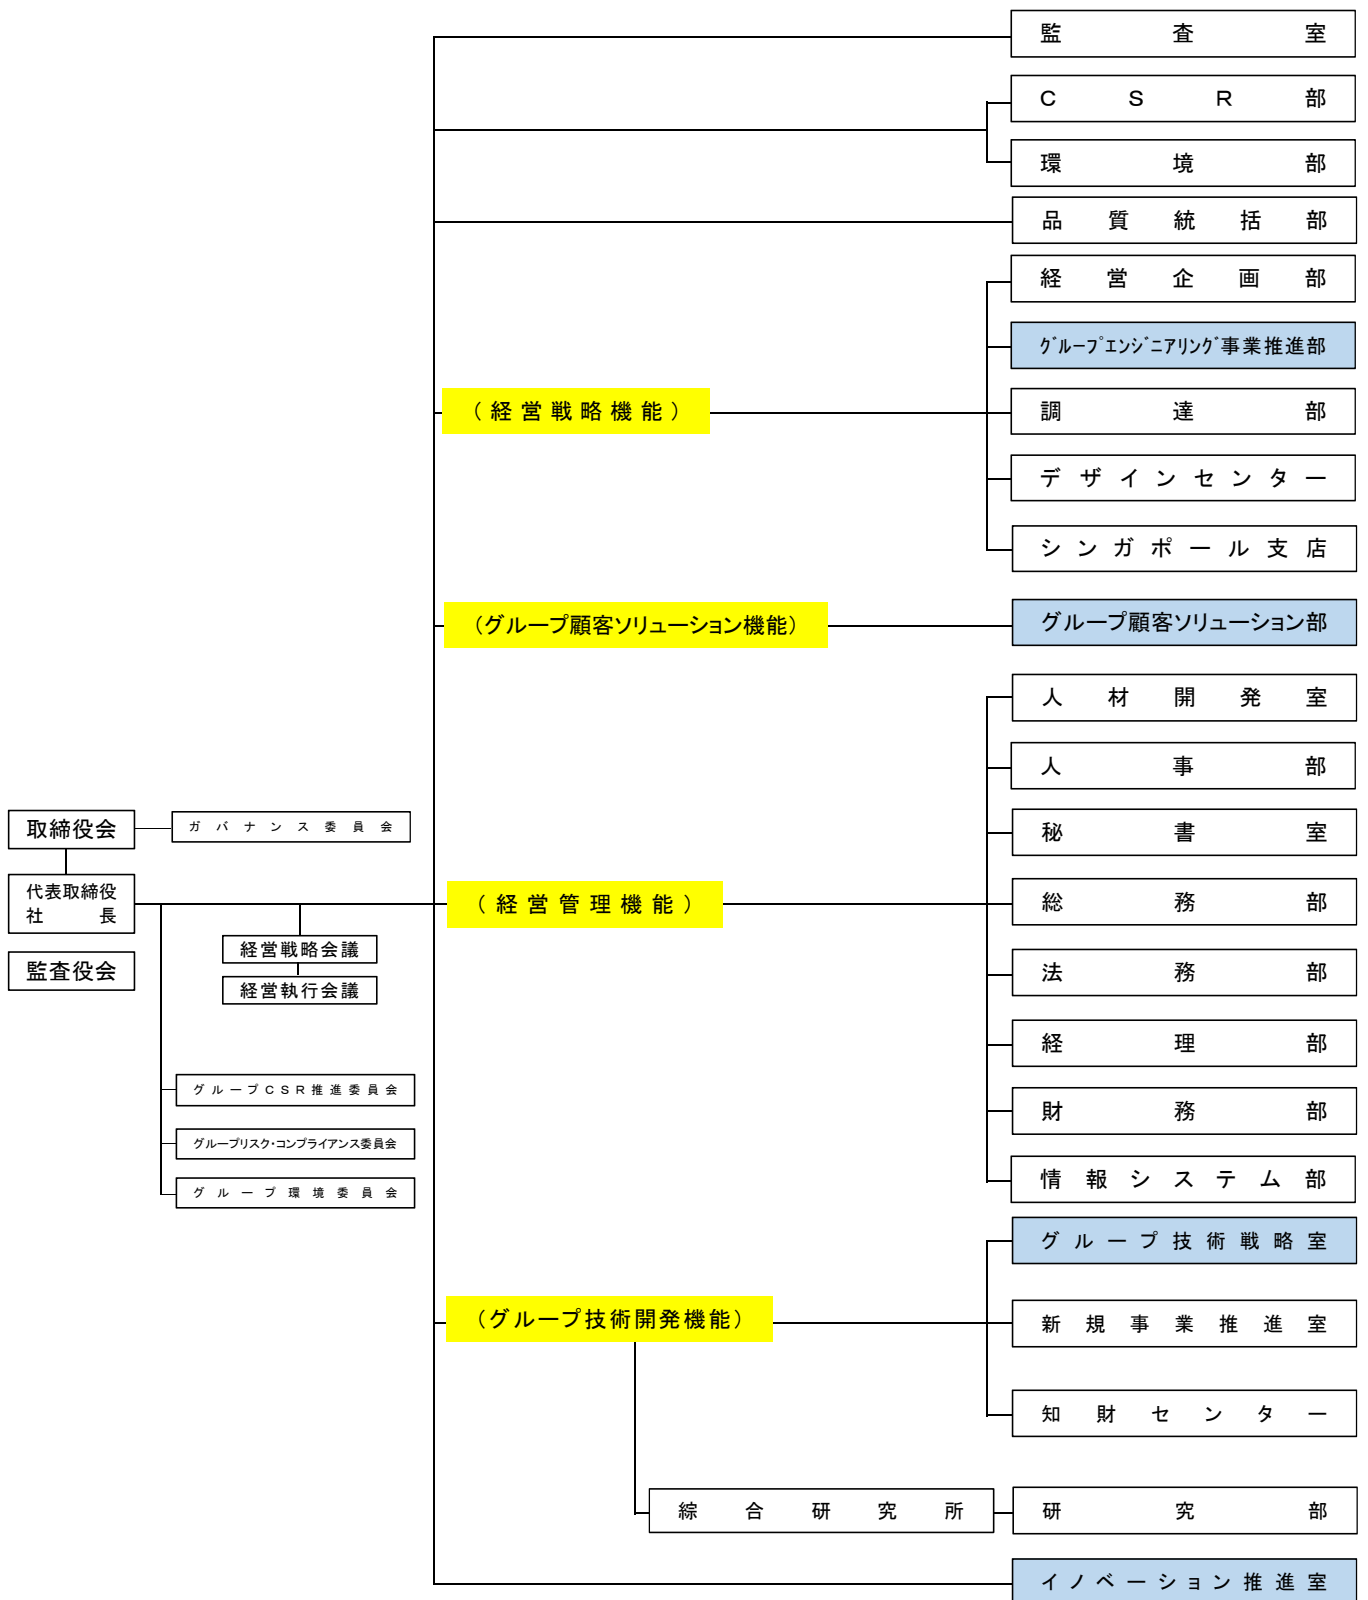 監査室
CSR部
環境部
品質統括部
経営企画部
グループエンジニアリング事業推進部
(経営戦略機能)
調達部
デザインセンター
シンガポール支店
(グループ顧客ソリューション機能)
グループ顧客ソリューション部
人材開発室
人事部
秘書室
取締役会
ガバナンス委員会
代表取締役
社長
(経営管理機能)
総務部
経営戦略会議
監査役会
経営執行会議
法務部
経理部
グループCSR推進委員会
財務部
グループリスク・コンプライアンス委員会
グループ環境委員会
情報システム部
グループ技術戦略室
(グループ技術開発機能)
新規事業推進室
知財センター
綜合研究所
研究部
イノベーション推進室